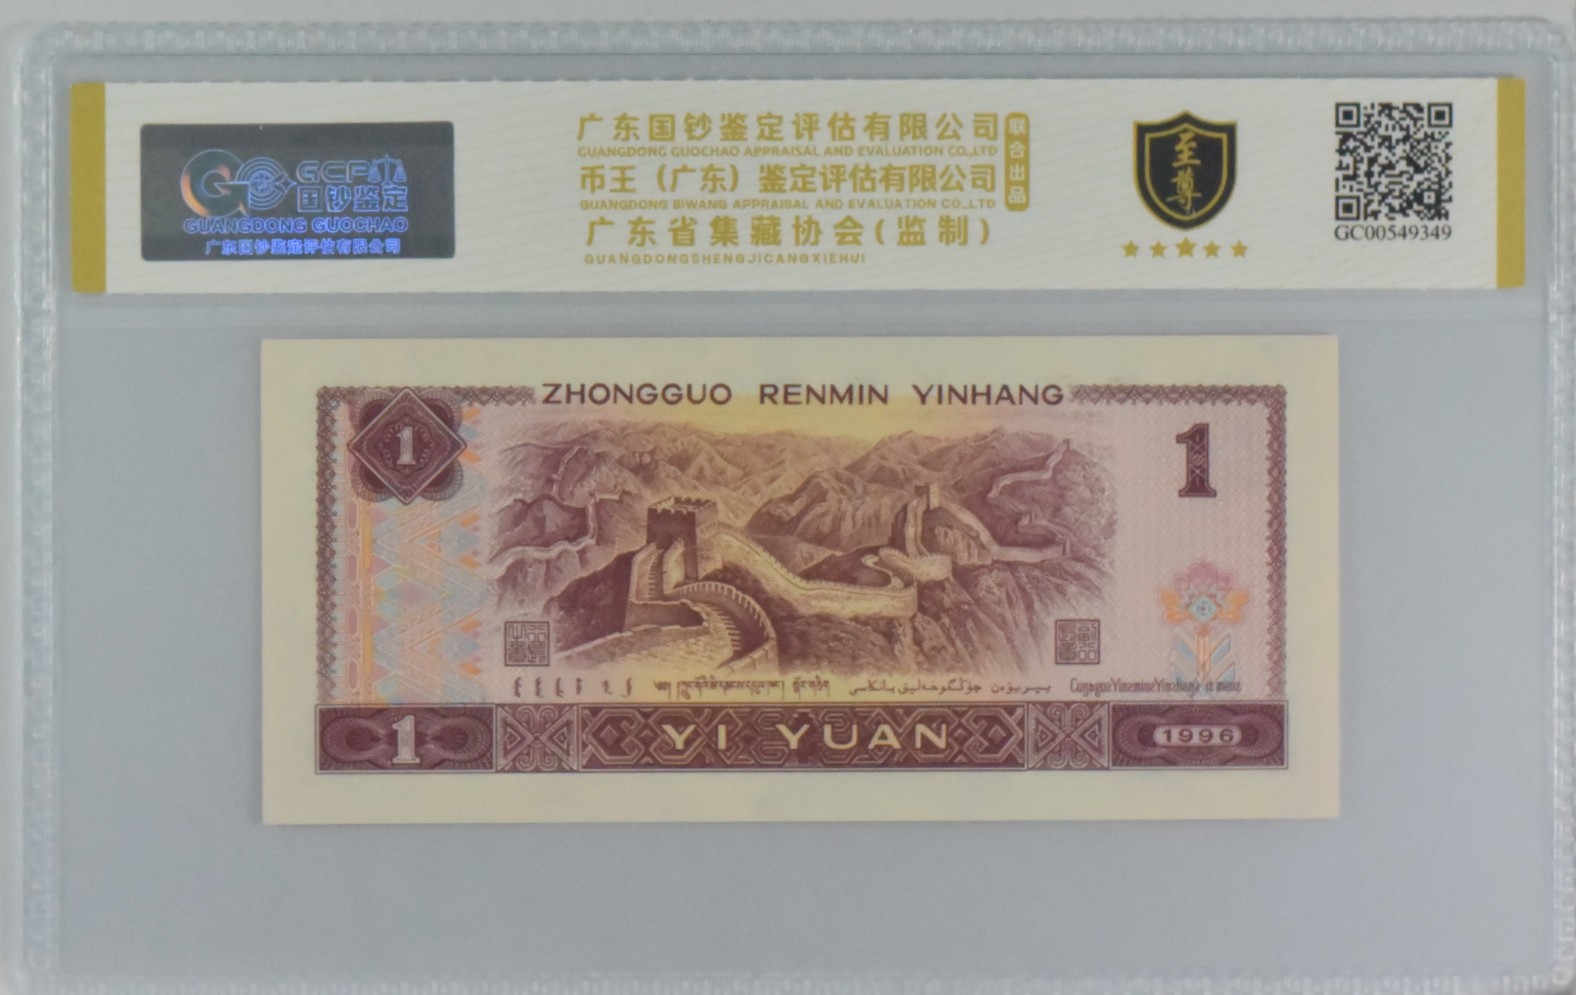 GCP
国钞鉴定
GUANGDONG GUOCHAO
广东国钞鉴定评估有限公司
广东国钞鉴定评估有限公司
GUANGDONG GUOCHAO APPRAISAL AND EVALUATION CO.,LTD
币王（广东）鉴定评估有限公司
GUANGDONG BIWANG APPRAISAL AND EVALUATION CO.,LTD
广东省集藏协会(监制)
GUANGDONGSHENGJICANGXIEHUI
联合出品
至尊
GC00549349
ZHONGGUO RENMIN YINHANG
1
1
1
YI YUAN
1996